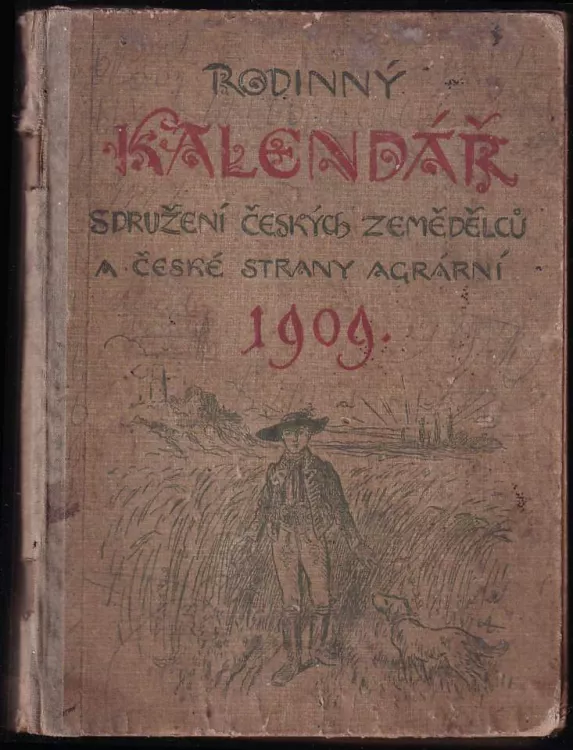 RODINNÝ
KALENDÁŘ
SDRUŽENÍ ČESKÝCH ZEMĚDĚLCŮ
A ČESKÉ STRANY AGRÁRNÍ
1909.